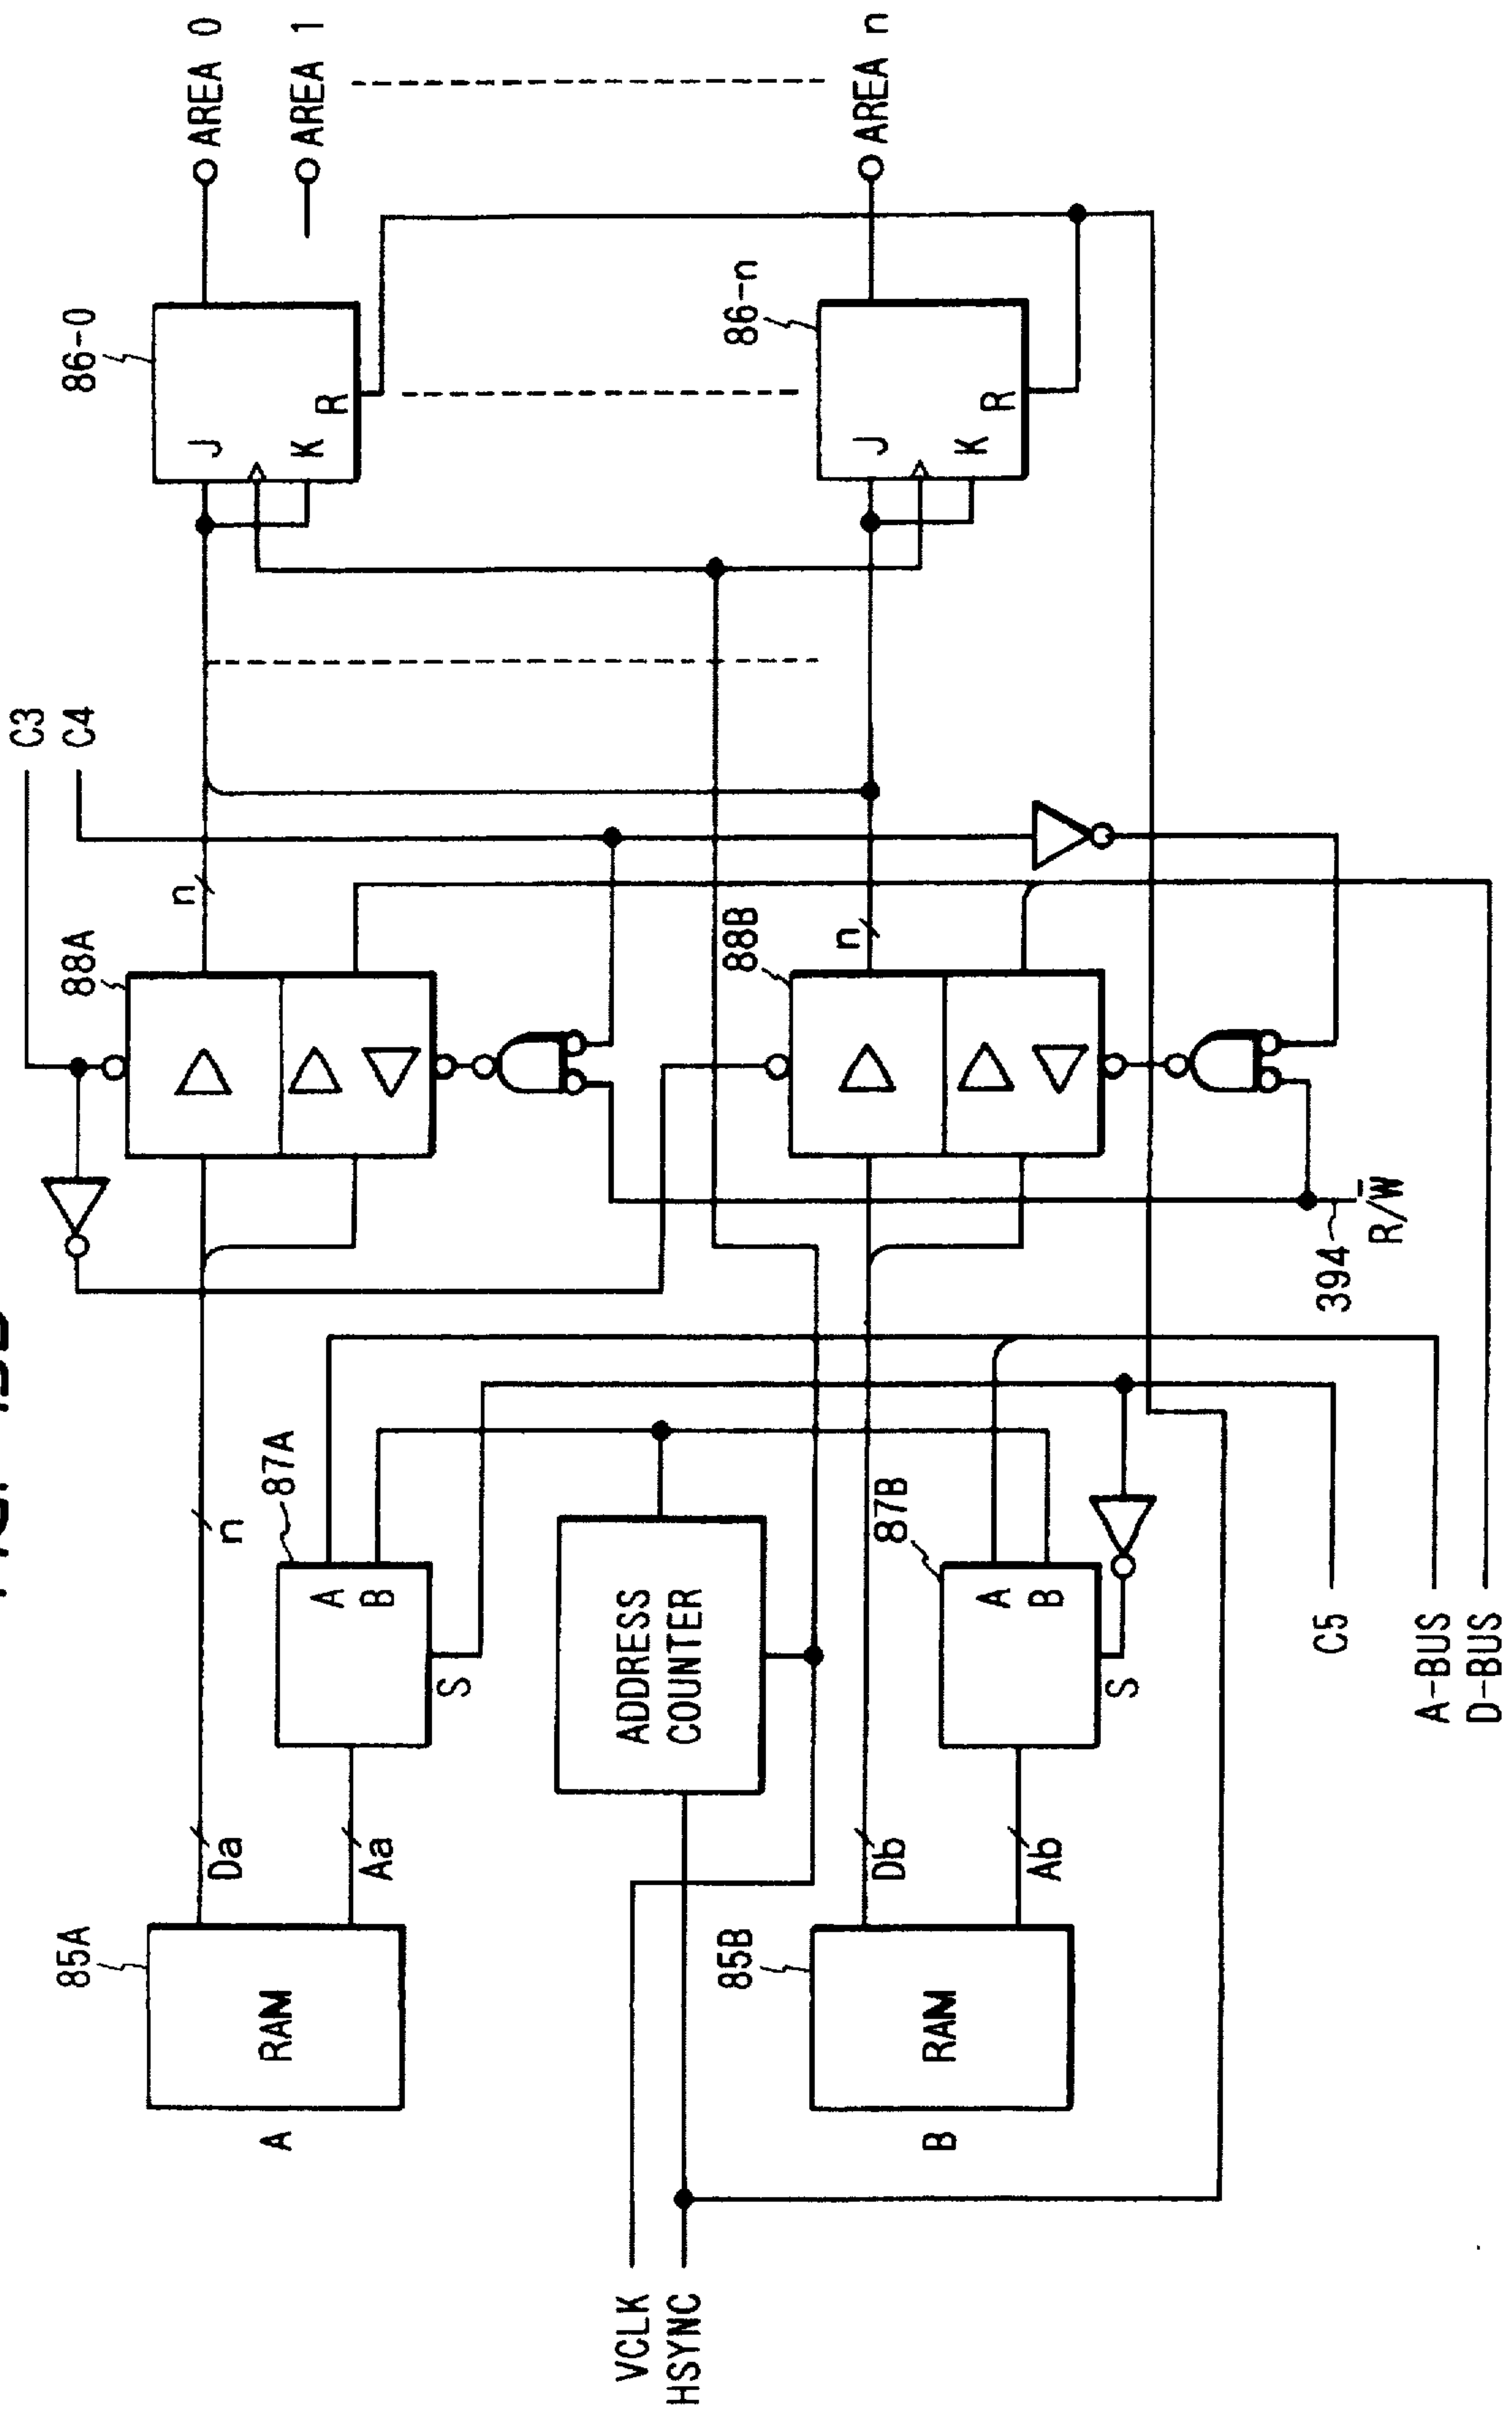 C3
C4
88A
n
86-0
J
K
R
AREA 0
AREA 1
85A
RAM
A
Da
Aa
n
87A
A
B
S
ADDRESS
COUNTER
VCLK
HSYNC
88B
n
86-n
J
K
R
AREA n
85B
RAM
B
Db
Ab
87B
A
B
S
394
R/W̅
C5
A-BUS
D-BUS